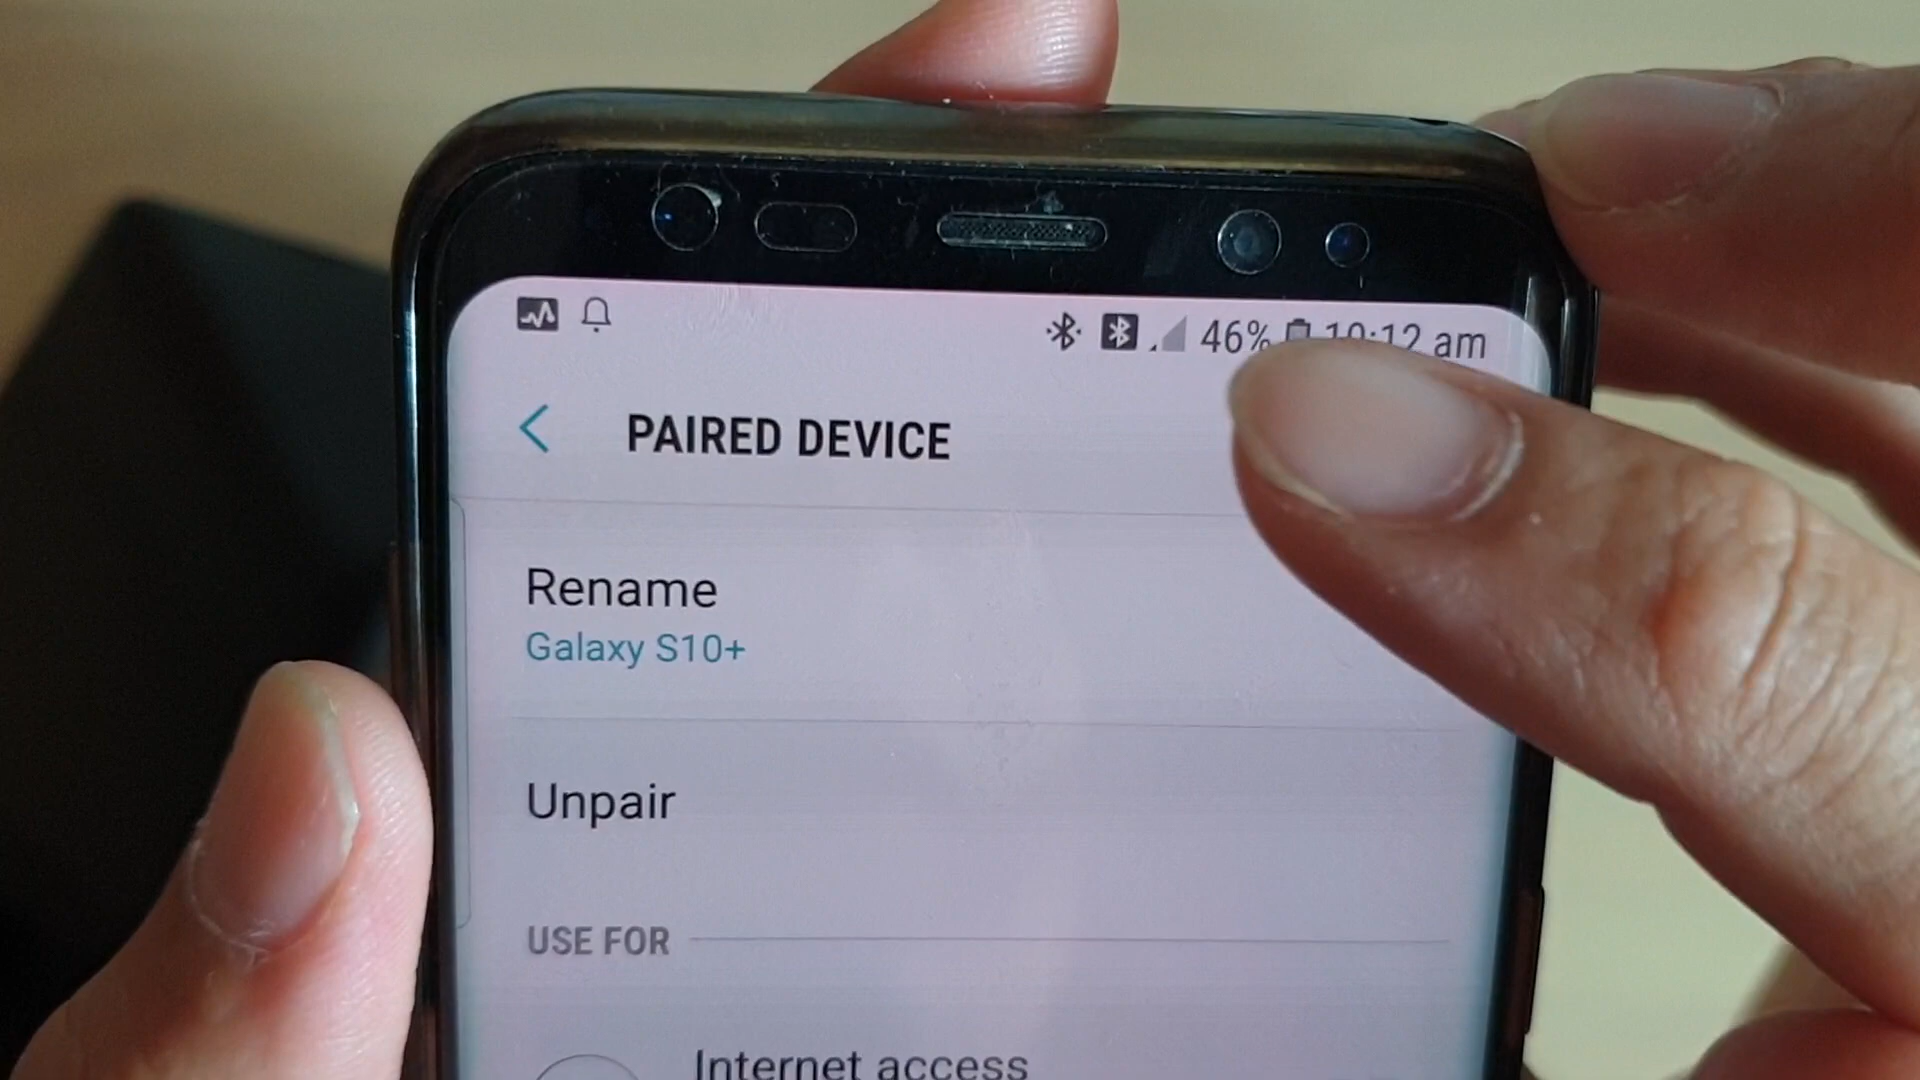 46% 10:12 am
PAIRED DEVICE
Rename
Galaxy S10+
Unpair
USE FOR
Internet access